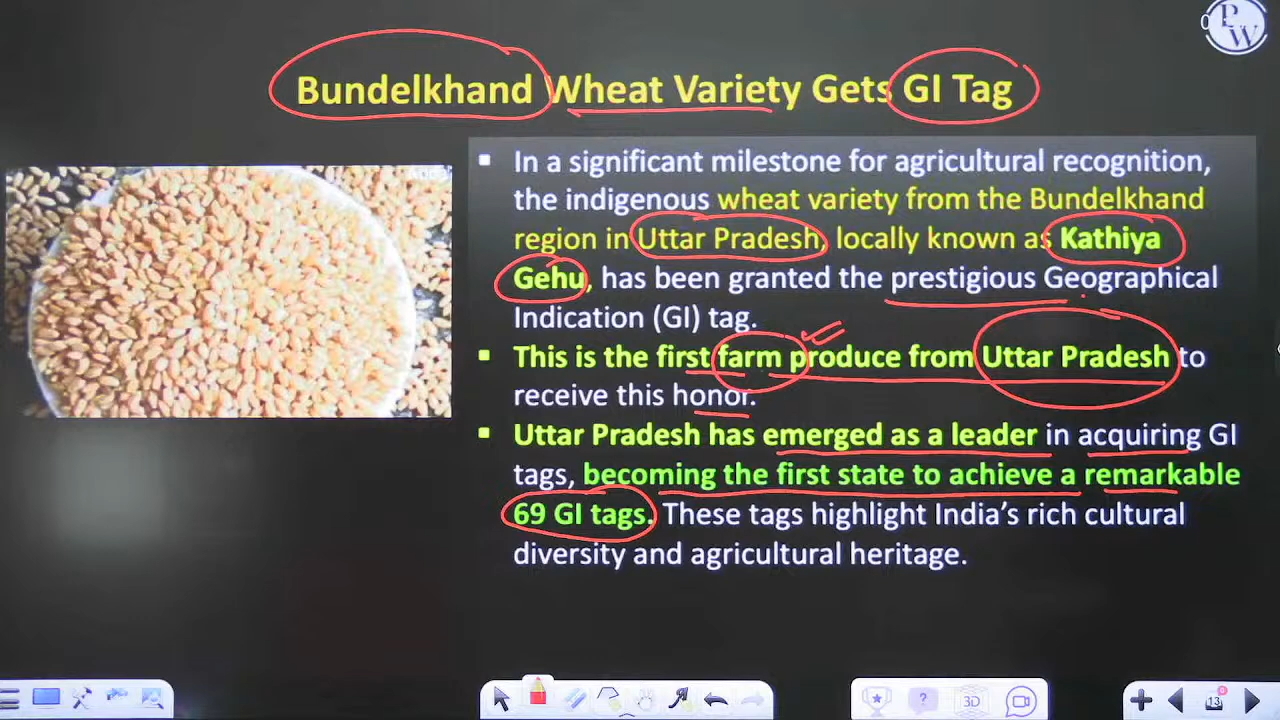 P
W
Bundelkhand Wheat Variety Gets GI Tag
▪ In a significant milestone for agricultural recognition,
the indigenous wheat variety from the Bundelkhand
region in Uttar Pradesh, locally known as Kathiya
Gehu, has been granted the prestigious Geographical
Indication (GI) tag.
▪ This is the first farm produce from Uttar Pradesh to
receive this honor.
▪ Uttar Pradesh has emerged as a leader in acquiring GI
tags, becoming the first state to achieve a remarkable
69 GI tags. These tags highlight India's rich cultural
diversity and agricultural heritage.
? 3D 13 0